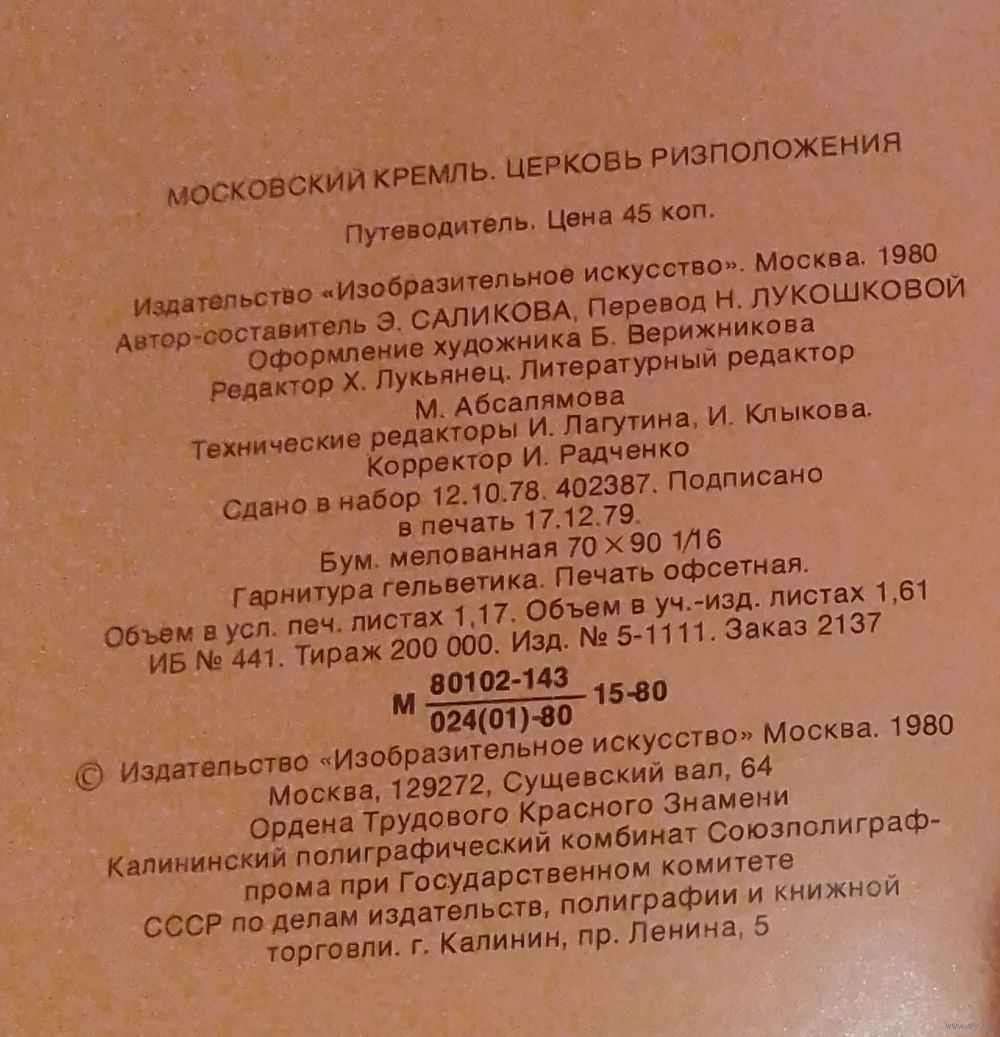 МОСКОВСКИЙ КРЕМЛЬ. ЦЕРКОВЬ РИЗПОЛОЖЕНИЯ
Путеводитель. Цена 45 коп.
Издательство «Изобразительное искусство». Москва. 1980
Автор-составитель Э. САЛИКОВА, Перевод Н. ЛУКОШКОВОЙ
Оформление художника Б. Верижникова
Редактор Х. Лукьянец. Литературный редактор
М. Абсалямова
Технические редакторы И. Лагутина, И. Клыкова.
Корректор И. Радченко
Сдано в набор 12.10.78. 402387. Подписано
в печать 17.12.79.
Бум. мелованная 70×90 1/16
Гарнитура гельветика. Печать офсетная.
Объем в усл. печ. листах 1,17. Объем в уч.-изд. листах 1,61
ИБ № 441. Тираж 200 000. Изд. № 5-1111. Заказ 2137
М 80102-143 15-80
024(01)-80
© Издательство «Изобразительное искусство» Москва. 1980
Москва, 129272, Сущевский вал, 64
Ордена Трудового Красного Знамени
Калининский полиграфический комбинат Союзполиграф-
прома при Государственном комитете
СССР по делам издательств, полиграфии и книжной
торговли. г. Калинин, пр. Ленина, 5